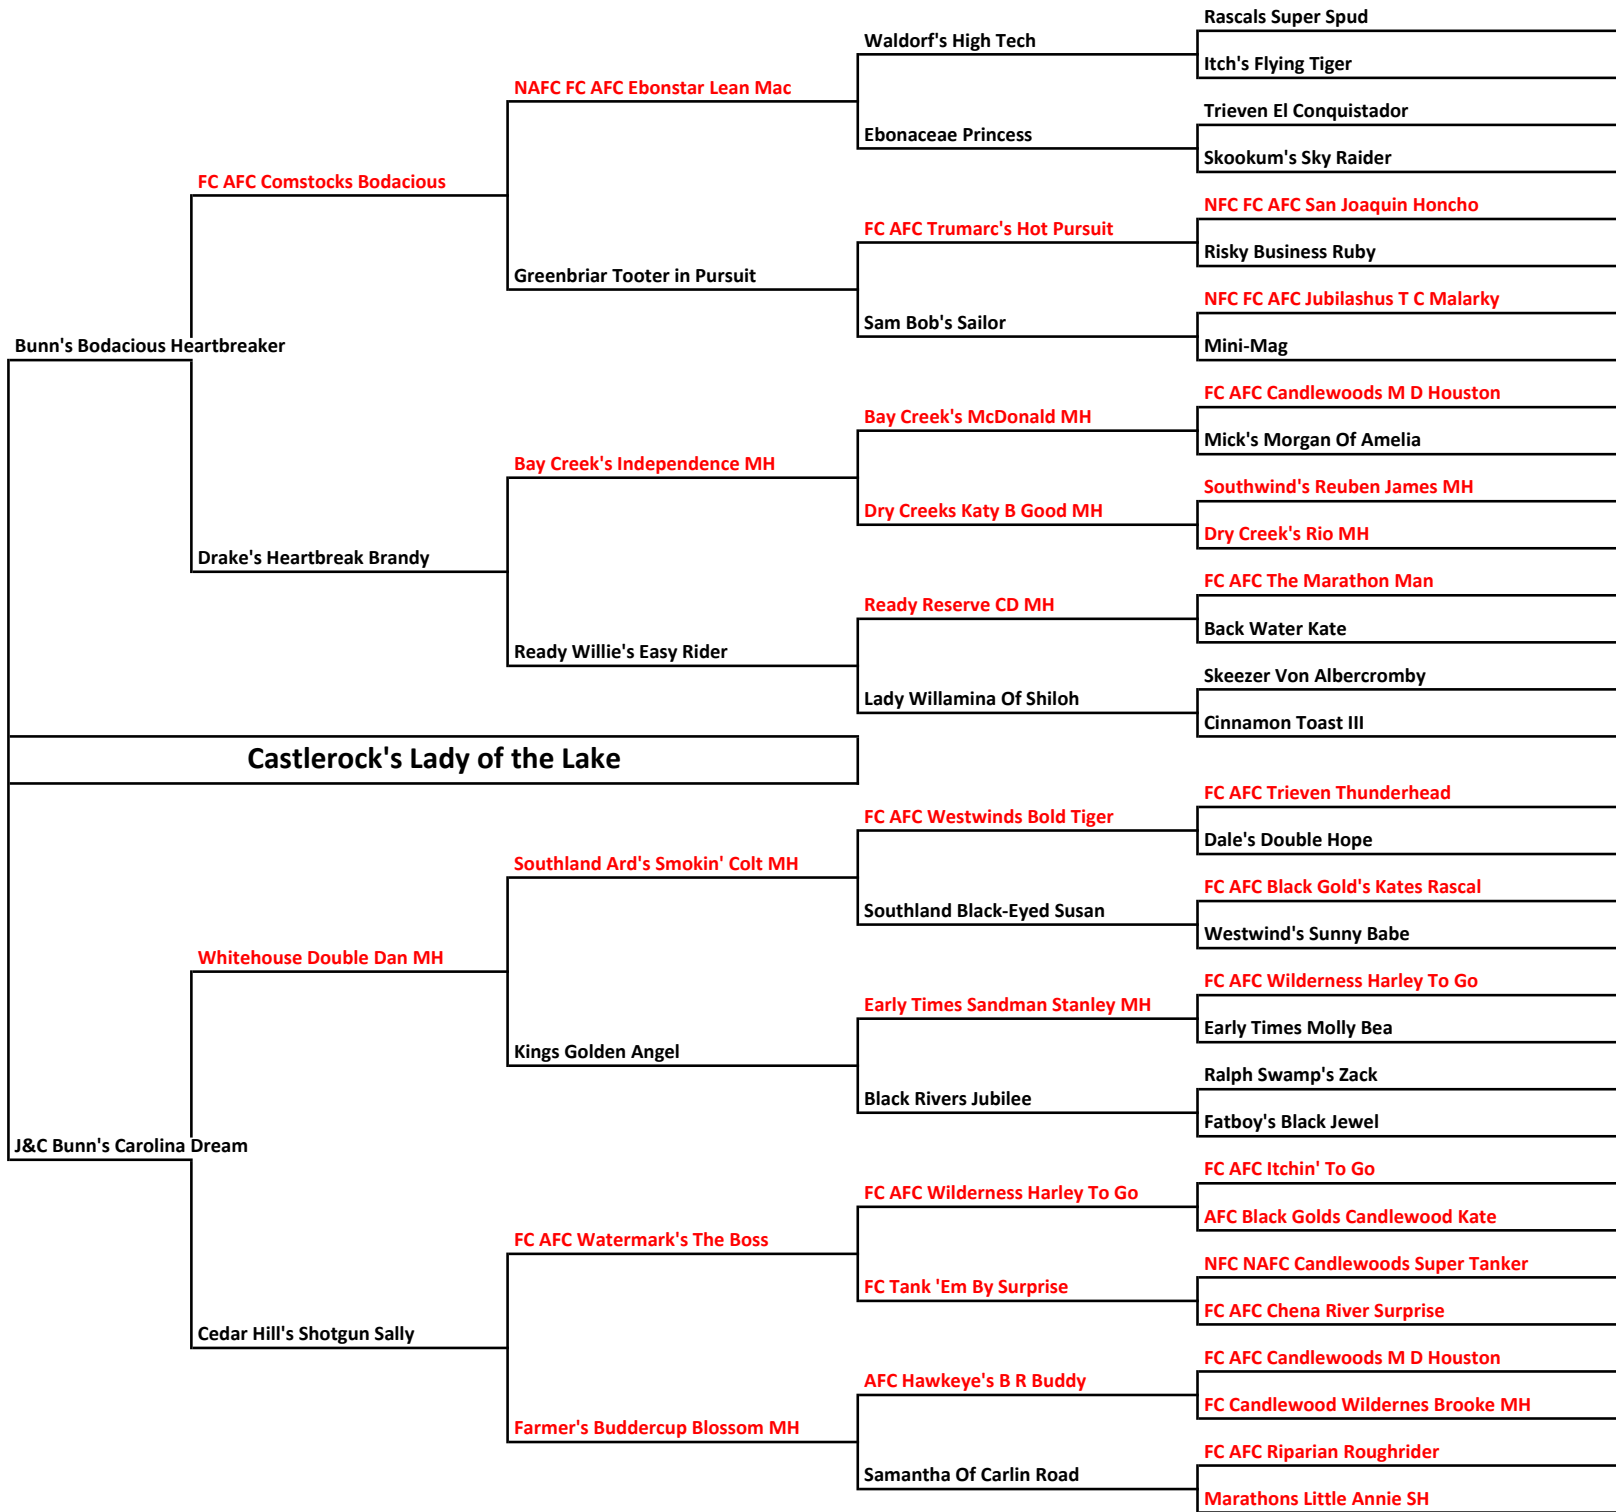 Rascals Super Spud
Waldorf's High Tech
Itch's Flying Tiger
NAFC FC AFC Ebonstar Lean Mac
Trieven El Conquistador
Ebonaceae Princess
Skookum's Sky Raider
FC AFC Comstocks Bodacious
NFC FC AFC San Joaquin Honcho
FC AFC Trumarc's Hot Pursuit
Risky Business Ruby
Greenbriar Tooter in Pursuit
NFC FC AFC Jubilashus T C Malarky
Sam Bob's Sailor
Bunn's Bodacious Heartbreaker
Mini-Mag
FC AFC Candlewoods M D Houston
Bay Creek's McDonald MH
Mick's Morgan Of Amelia
Bay Creek's Independence MH
Southwind's Reuben James MH
Dry Creeks Katy B Good MH
Dry Creek's Rio MH
Drake's Heartbreak Brandy
FC AFC The Marathon Man
Ready Reserve CD MH
Back Water Kate
Ready Willie's Easy Rider
Skeezer Von Albercromby
Lady Willamina Of Shiloh
Cinnamon Toast III
Castlerock's Lady of the Lake
FC AFC Trieven Thunderhead
FC AFC Westwinds Bold Tiger
Dale's Double Hope
Southland Ard's Smokin' Colt MH
FC AFC Black Gold's Kates Rascal
Southland Black-Eyed Susan
Westwind's Sunny Babe
Whitehouse Double Dan MH
FC AFC Wilderness Harley To Go
Early Times Sandman Stanley MH
Early Times Molly Bea
Kings Golden Angel
Ralph Swamp's Zack
Black Rivers Jubilee
Fatboy's Black Jewel
J&C Bunn's Carolina Dream
FC AFC Itchin' To Go
FC AFC Wilderness Harley To Go
AFC Black Golds Candlewood Kate
FC AFC Watermark's The Boss
NFC NAFC Candlewoods Super Tanker
FC Tank 'Em By Surprise
FC AFC Chena River Surprise
Cedar Hill's Shotgun Sally
FC AFC Candlewoods M D Houston
AFC Hawkeye's B R Buddy
FC Candlewood Wildernes Brooke MH
Farmer's Buddercup Blossom MH
FC AFC Riparian Roughrider
Samantha Of Carlin Road
Marathons Little Annie SH